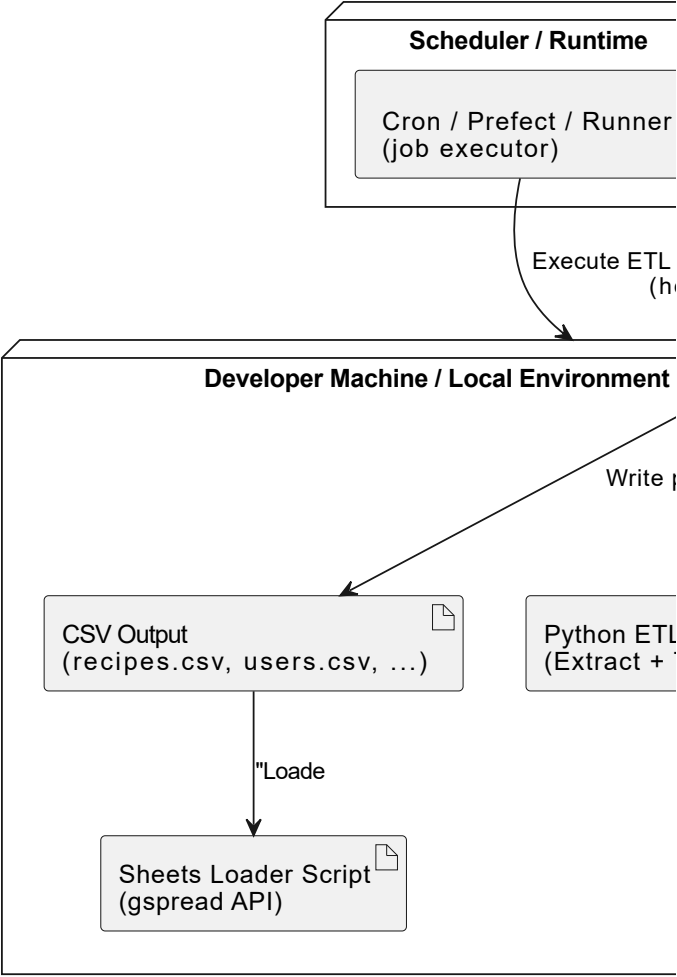 Scheduler / Runtime
Cron / Prefect / Runner
(job executor)
Execute ETL
(h
Developer Machine / Local Environment
Write
CSV Output
(recipes.csv, users.csv, ...)
Python ETL
(Extract +
"Loade
Sheets Loader Script
(gspread API)